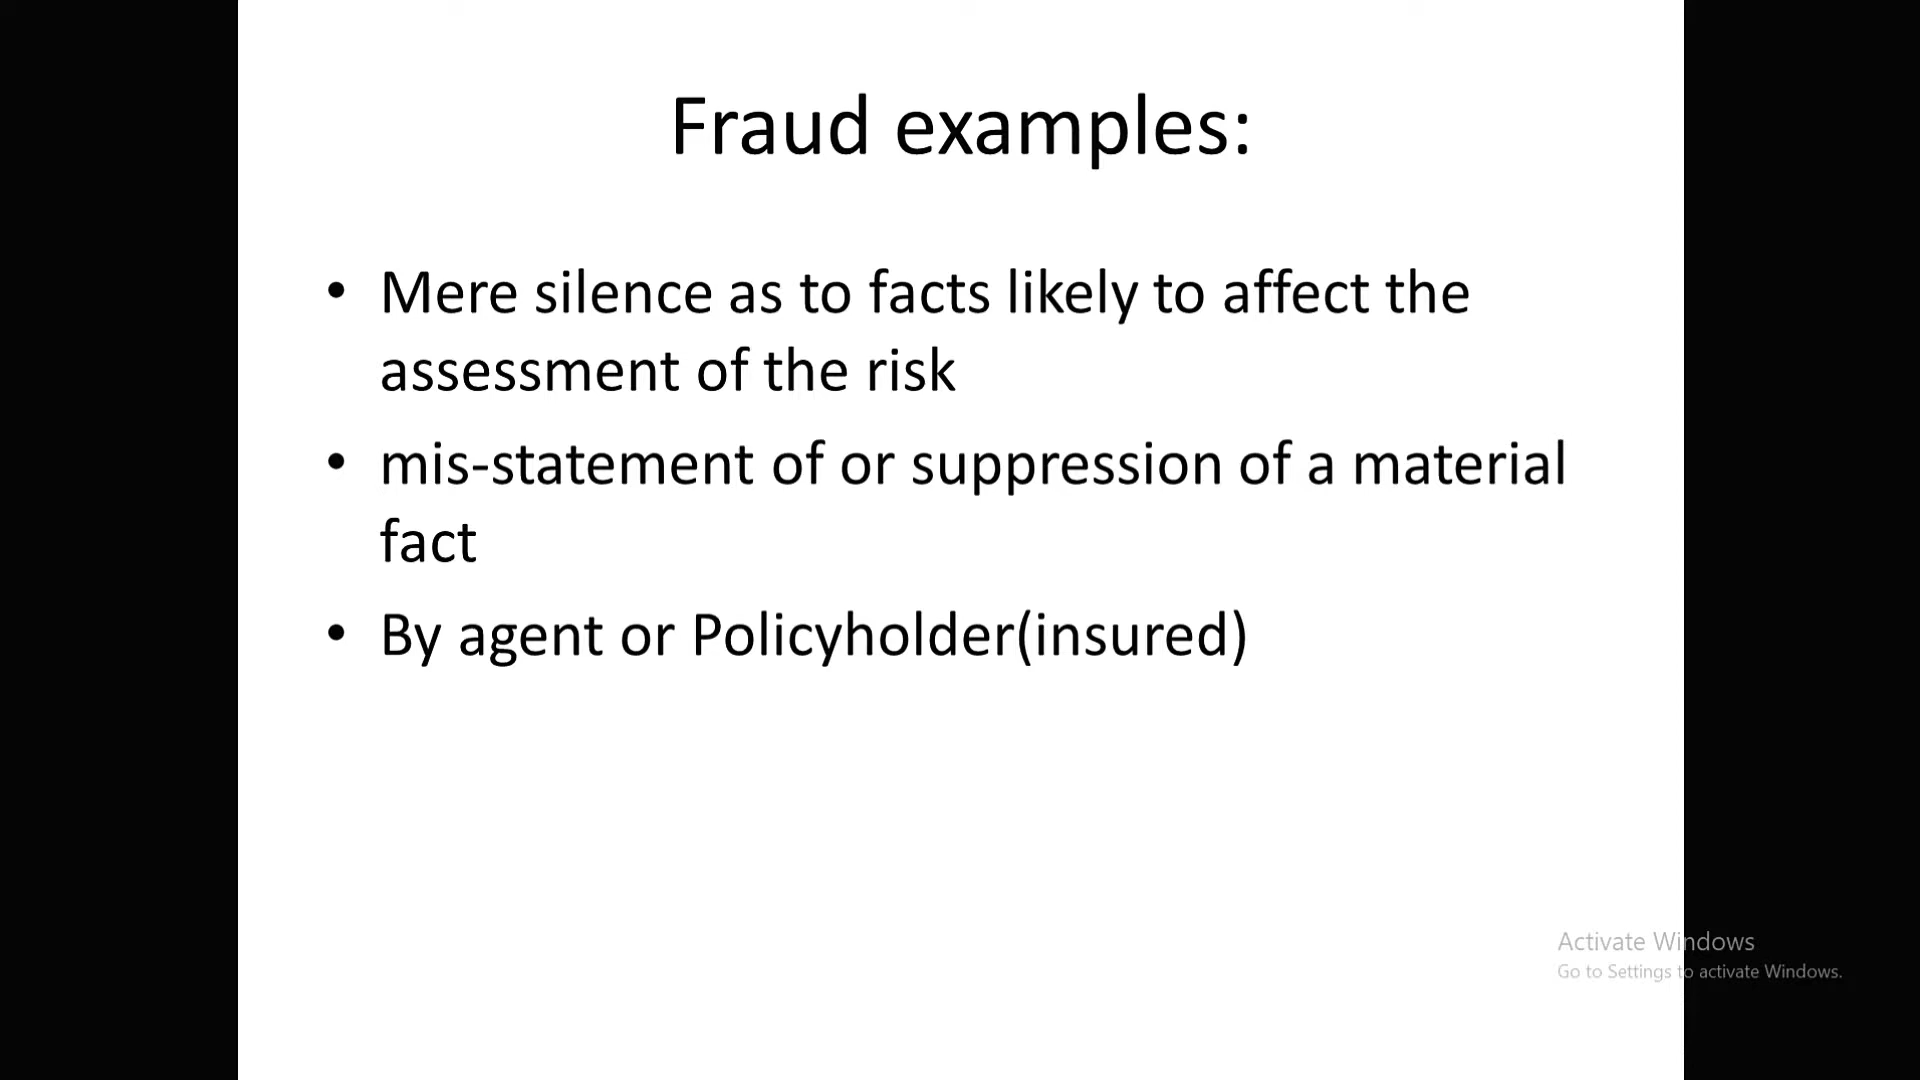 Fraud examples:
• Mere silence as to facts likely to affect the
assessment of the risk
• mis-statement of or suppression of a material
fact
• By agent or Policyholder(insured)
Activate Windows
Go to Settings to activate Windows.